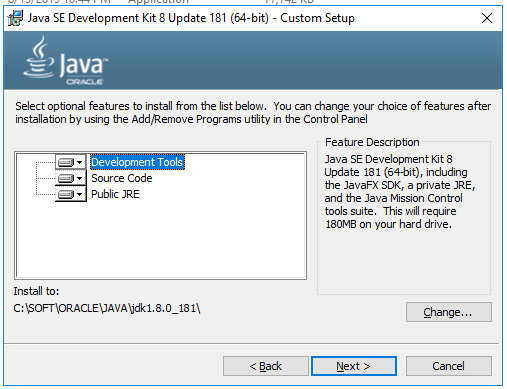 Java SE Development Kit 8 Update 181 (64-bit) - Custom Setup
Java
ORACLE
Select optional features to install from the list below. You can change your choice of features after
installation by using the Add/Remove Programs utility in the Control Panel
Development Tools
Source Code
Public JRE
Feature Description
Java SE Development Kit 8
Update 181 (64-bit), including
the JavaFX SDK, a private JRE,
and the Java Mission Control
tools suite. This will require
180MB on your hard drive.
Install to:
C:\SOFT\ORACLE\JAVA\jdk1.8.0_181\
Change...
< Back
Next >
Cancel